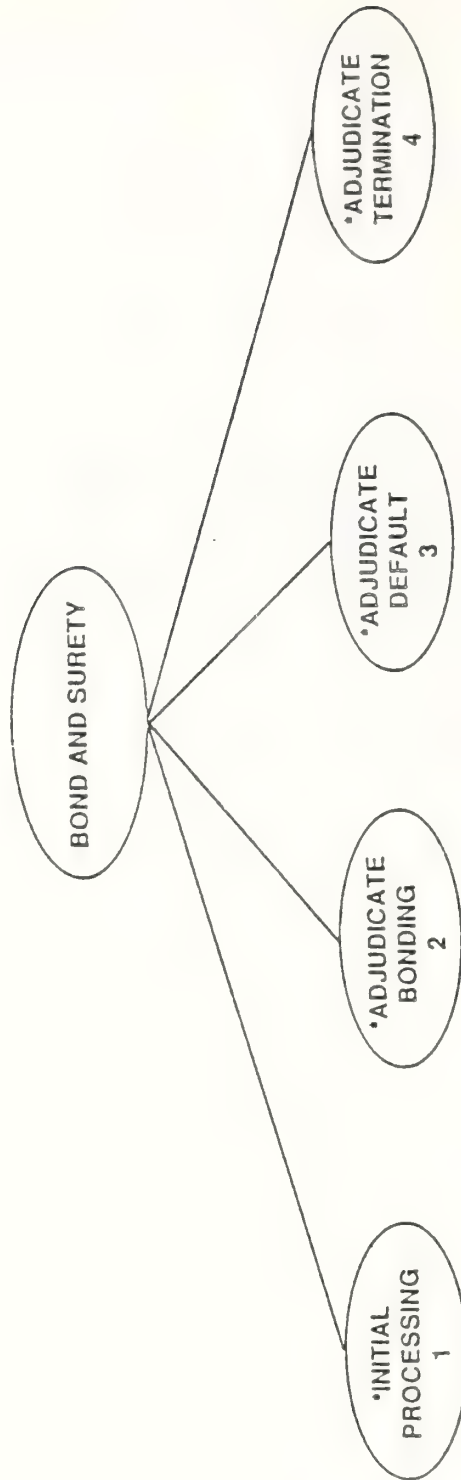 BOND AND SURETY
*INITIAL
PROCESSING
1
*ADJUDICATE
BONDING
2
*ADJUDICATE
DEFAULT
3
*ADJUDICATE
TERMINATION
4